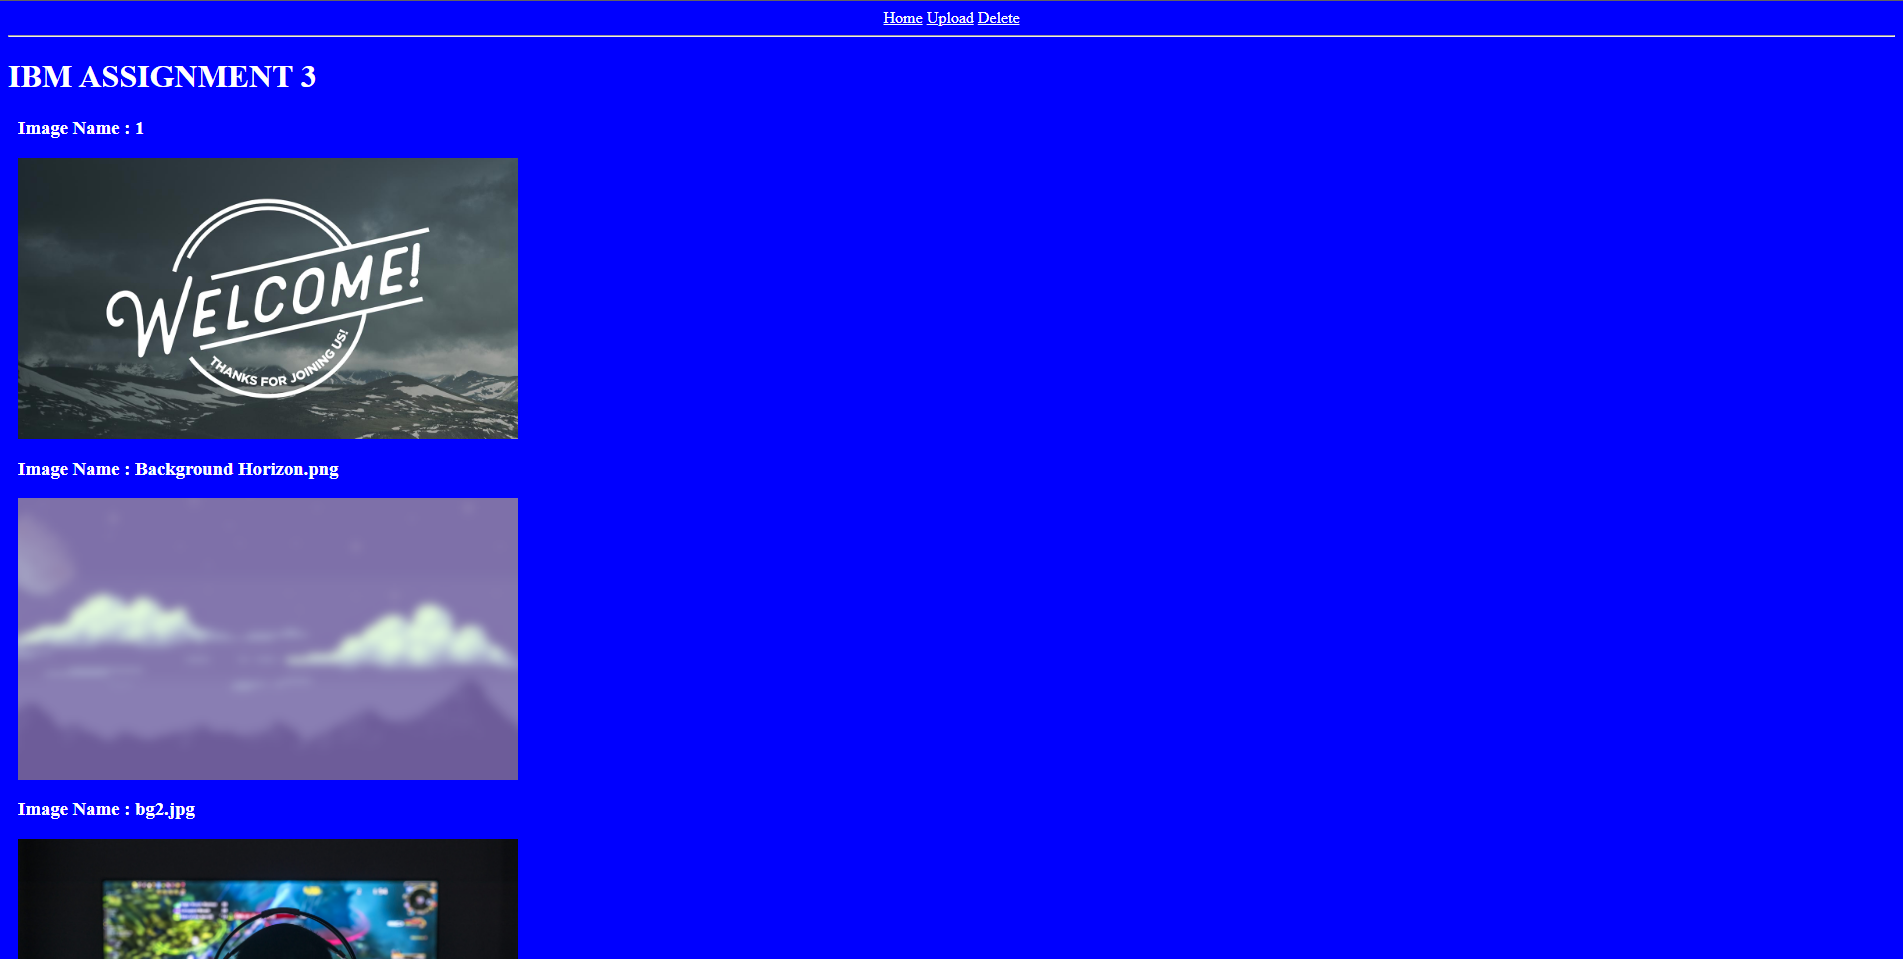 Home Upload Delete
IBM ASSIGNMENT 3
Image Name : 1
WELCOME!
THANKS FOR JOINING US!
Image Name : Background Horizon.png
Image Name : bg2.jpg